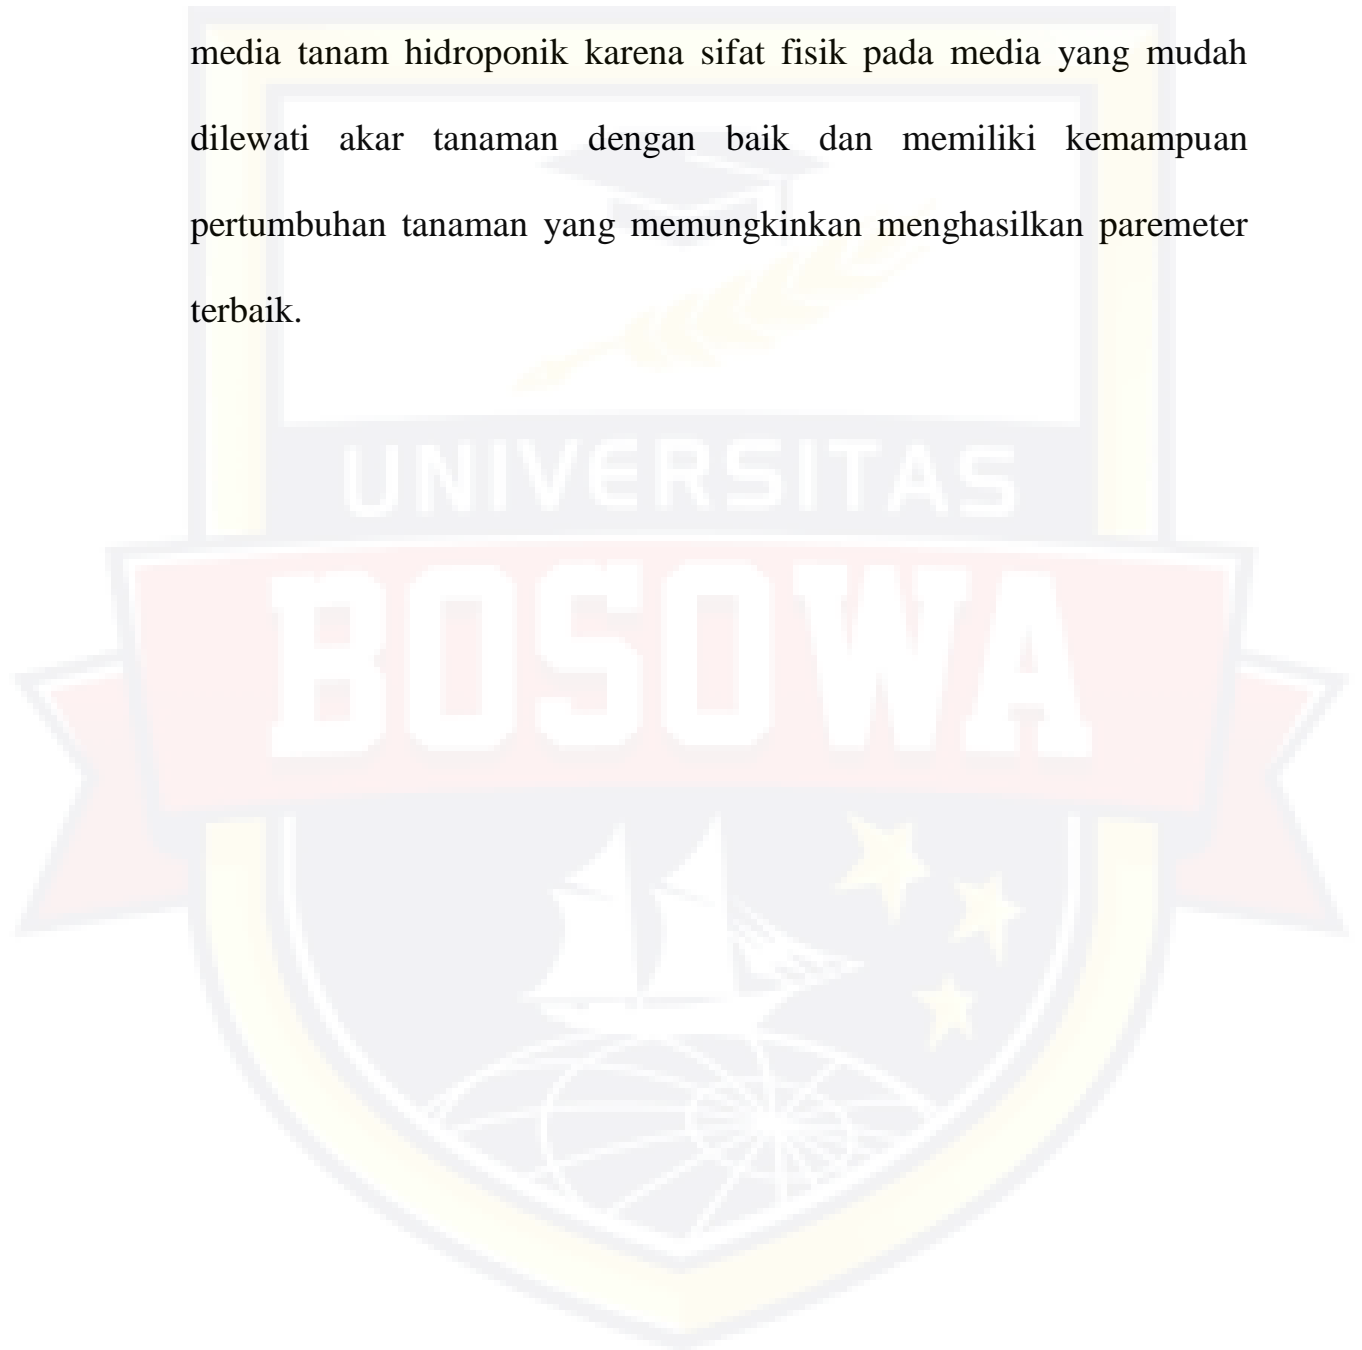 media tanam hidroponik karena sifat fisik pada media yang mudah
dilewati akar tanaman dengan baik dan memiliki kemampuan
pertumbuhan tanaman yang memungkinkan menghasilkan paremeter
terbaik.
UNIVERSITAS
BOSOWA